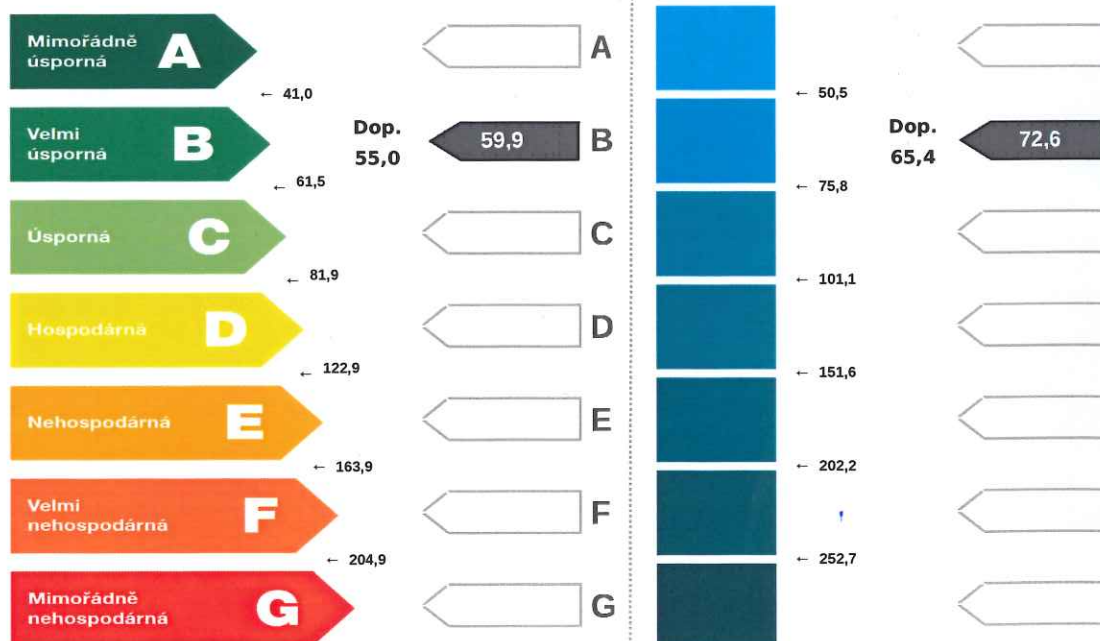 Mimořádně
úsporná
A
A
← 41,0
← 50,5
Velmi
úsporná
B
Dop.
55,0
59,9
B
Dop.
65,4
72,6
← 61,5
← 75,8
Úsporná
C
C
← 81,9
← 101,1
Hospodárná
D
D
← 122,9
← 151,6
Nehospodárná
E
E
← 163,9
← 202,2
Velmi
nehospodárná
F
F
← 204,9
← 252,7
Mimořádně
nehospodárná
G
G